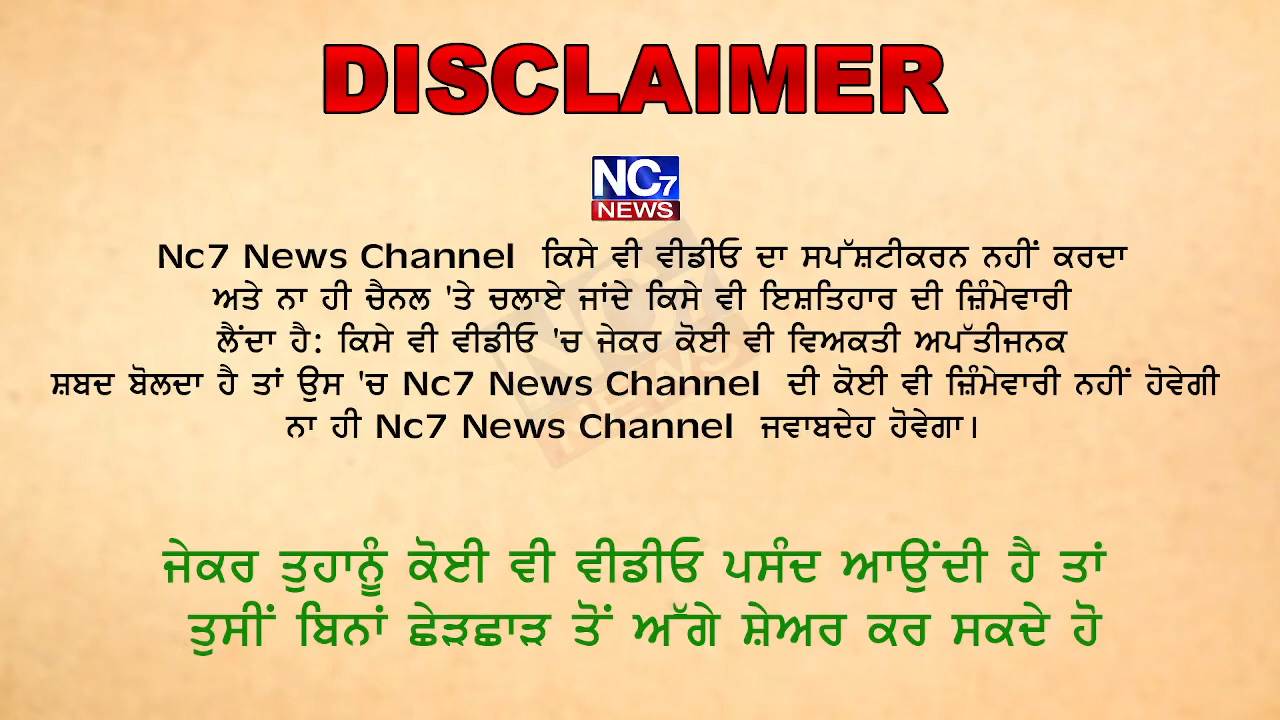 DISCLAIMER
NC7
NEWS
Nc7 News Channel ਕਿਸੇ ਵੀ ਵੀਡੀਓ ਦਾ ਸਪੱਸ਼ਟੀਕਰਨ ਨਹੀਂ ਕਰਦਾ
ਅਤੇ ਨਾ ਹੀ ਚੈਨਲ 'ਤੇ ਚਲਾਏ ਜਾਂਦੇ ਕਿਸੇ ਵੀ ਇਸ਼ਤਿਹਾਰ ਦੀ ਜ਼ਿੰਮੇਵਾਰੀ
ਲੈਂਦਾ ਹੈ: ਕਿਸੇ ਵੀ ਵੀਡੀਓ 'ਚ ਜੇਕਰ ਕੋਈ ਵੀ ਵਿਅਕਤੀ ਅਪੱਤੀਜਨਕ
ਸ਼ਬਦ ਬੋਲਦਾ ਹੈ ਤਾਂ ਉਸ 'ਚ Nc7 News Channel ਦੀ ਕੋਈ ਵੀ ਜ਼ਿੰਮੇਵਾਰੀ ਨਹੀਂ ਹੋਵੇਗੀ
ਨਾ ਹੀ Nc7 News Channel ਜਵਾਬਦੇਹ ਹੋਵੇਗਾ।
ਜੇਕਰ ਤੁਹਾਨੂੰ ਕੋਈ ਵੀ ਵੀਡੀਓ ਪਸੰਦ ਆਉਂਦੀ ਹੈ ਤਾਂ
ਤੁਸੀਂ ਬਿਨਾਂ ਛੇੜਛਾੜ ਤੋਂ ਅੱਗੇ ਸ਼ੇਅਰ ਕਰ ਸਕਦੇ ਹੋ